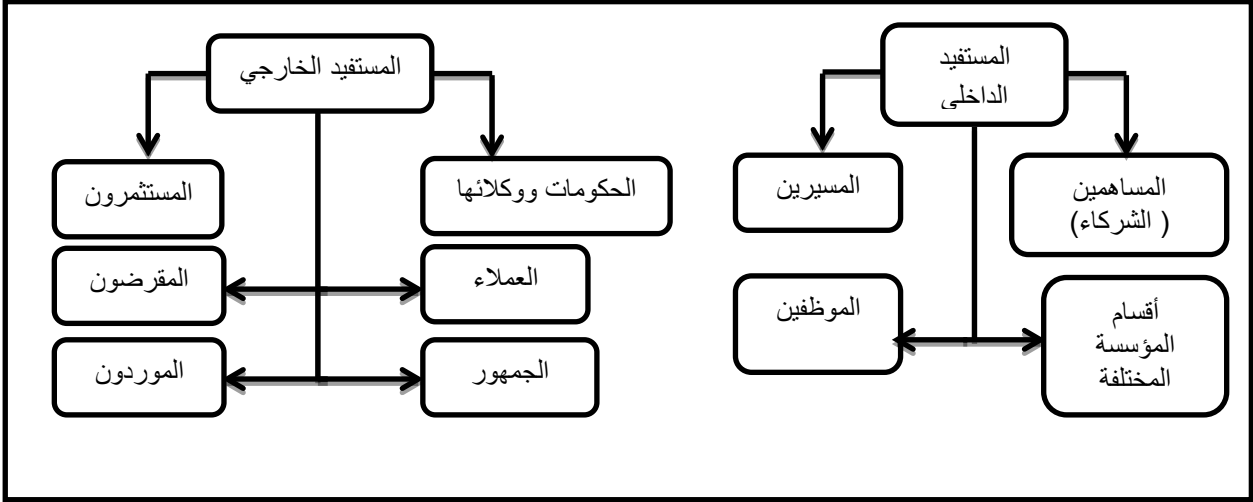 المستفيد
الداخلي
المساهمين
( الشركاء)
المسيرين
أقسام
المؤسسة
المختلفة
الموظفين
المستفيد الخارجي
الحكومات ووكلائها
المستثمرون
العملاء
المقرضون
الجمهور
الموردون